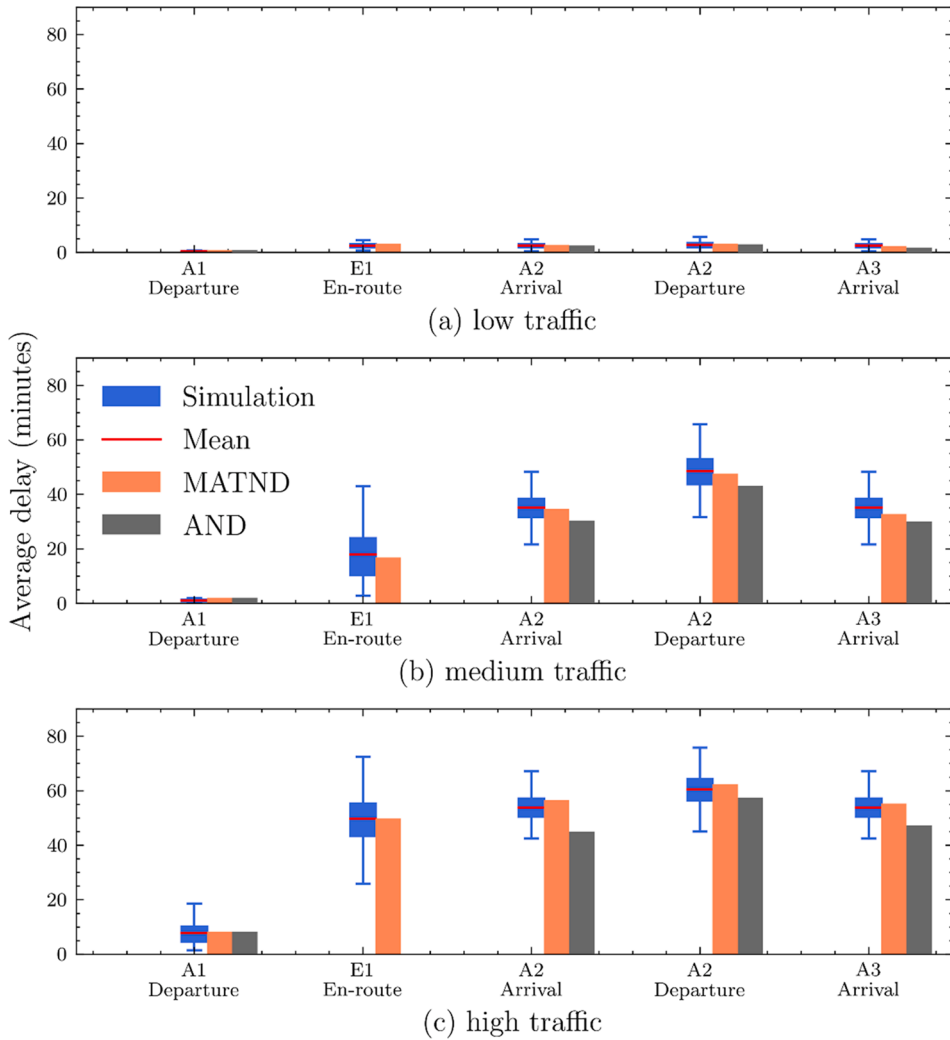 80
60
40
20
0
A1 E1 A2 A2 A3
Departure En-route Arrival Departure Arrival
(a) low traffic
Average delay (minutes)
80
60
40
20
0
Simulation
Mean
MATND
AND
A1 E1 A2 A2 A3
Departure En-route Arrival Departure Arrival
(b) medium traffic
80
60
40
20
0
A1 E1 A2 A2 A3
Departure En-route Arrival Departure Arrival
(c) high traffic